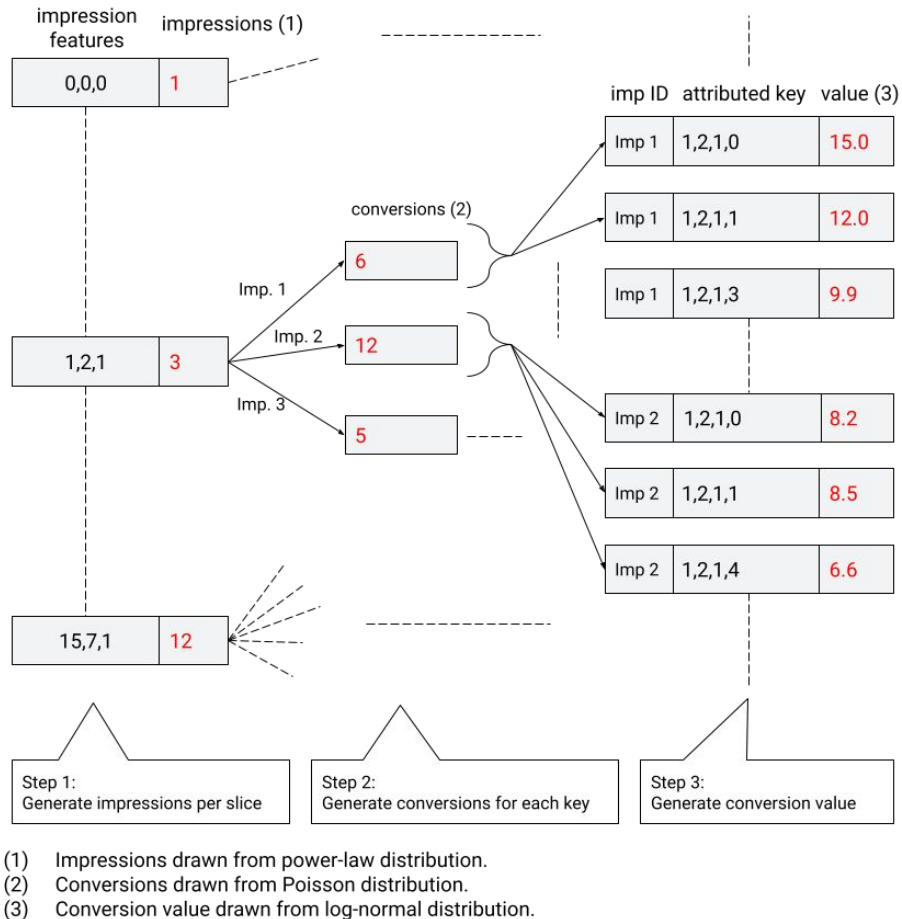 impression
features
impressions (1)
0,0,0
1
imp ID
attributed key
value (3)
Imp 1
1,2,1,0
15.0
conversions (2)
Imp 1
1,2,1,1
12.0
6
Imp 1
1,2,1,3
9.9
Imp. 1
Imp. 2
12
1,2,1
3
Imp. 3
5
Imp 2
1,2,1,0
8.2
Imp 2
1,2,1,1
8.5
Imp 2
1,2,1,4
6.6
15,7,1
12
Step 1:
Generate impressions per slice
Step 2:
Generate conversions for each key
Step 3:
Generate conversion value
(1) Impressions drawn from power-law distribution.
(2) Conversions drawn from Poisson distribution.
(3) Conversion value drawn from log-normal distribution.